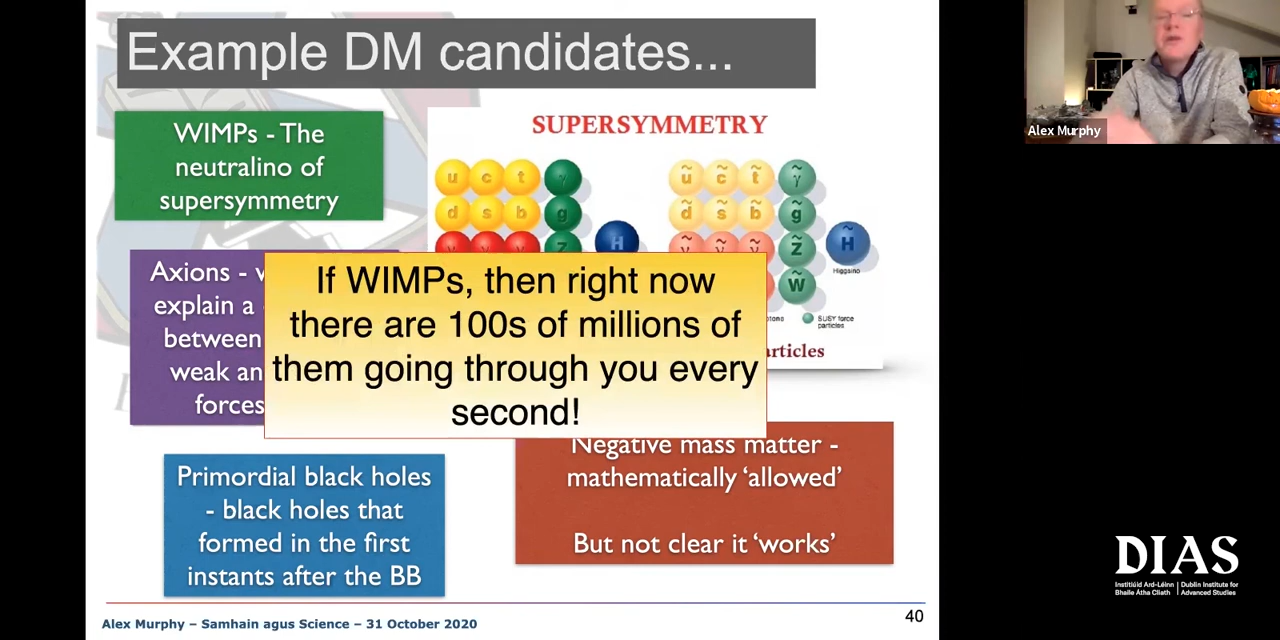 Example DM candidates...
WIMPs - The
neutralino of
supersymmetry
SUPERSYMMETRY
u c t γ
d s b g
Z
H
ũ c̃ t̃ γ̃
d̃ s̃ b̃ g̃
ν̃ ν̃ ν̃ Z̃
W̃
H̃
Higgsino
SUSY force
particles
Axions -
explain a
between
weak an
forces
If WIMPs, then right now
there are 100s of millions of
them going through you every
second!
Negative mass matter -
mathematically ‘allowed’
But not clear it ‘works’
Primordial black holes
- black holes that
formed in the first
instants after the BB
Alex Murphy – Samhain agus Science – 31 October 2020
40
Alex Murphy
DIAS
Institiúid Ard-Léinn
Bhaile Átha Cliath
Dublin Institute for
Advanced Studies